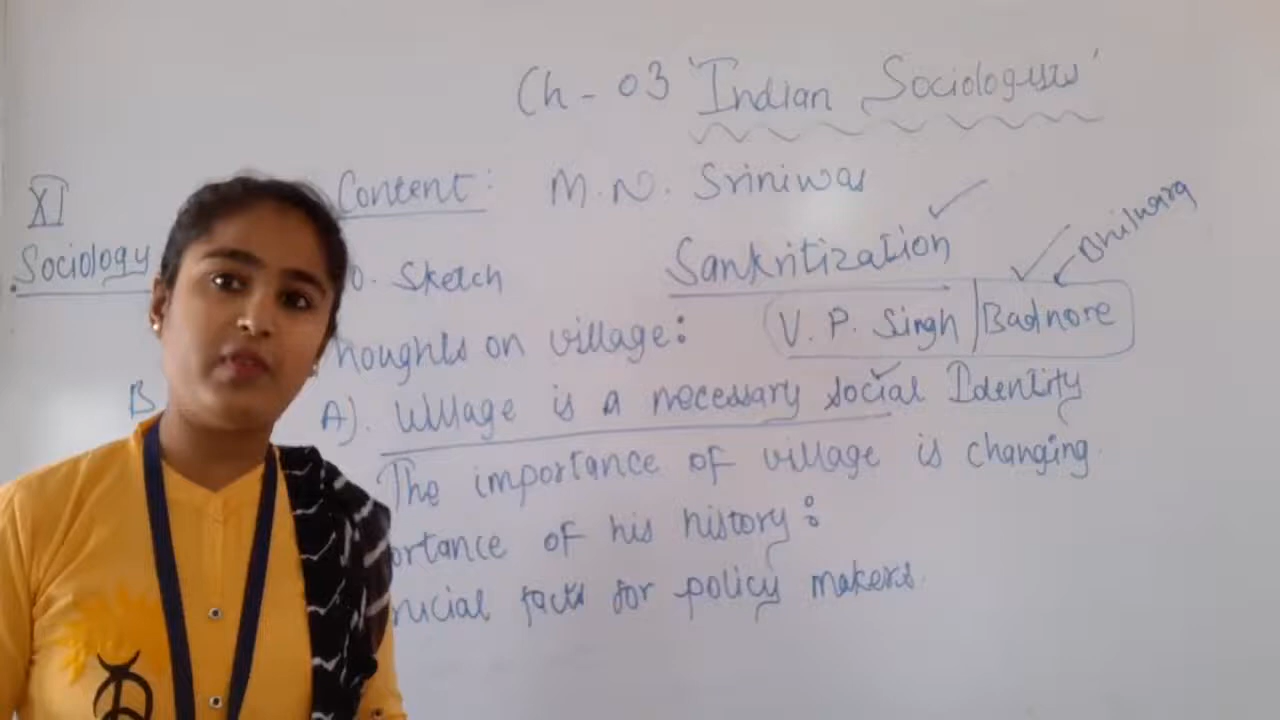 Ch - 03 'Indian Sociologists'
XI
Sociology
Content: M. N. Sriniwas
Sankritization
Bhilwara
o. Sketch
V. P. Singh | Badnore
houghts on village:
B
A). Village is a necessary social Identity
The importance of village is changing.
ortance of his history:
rucial facts for policy makers.